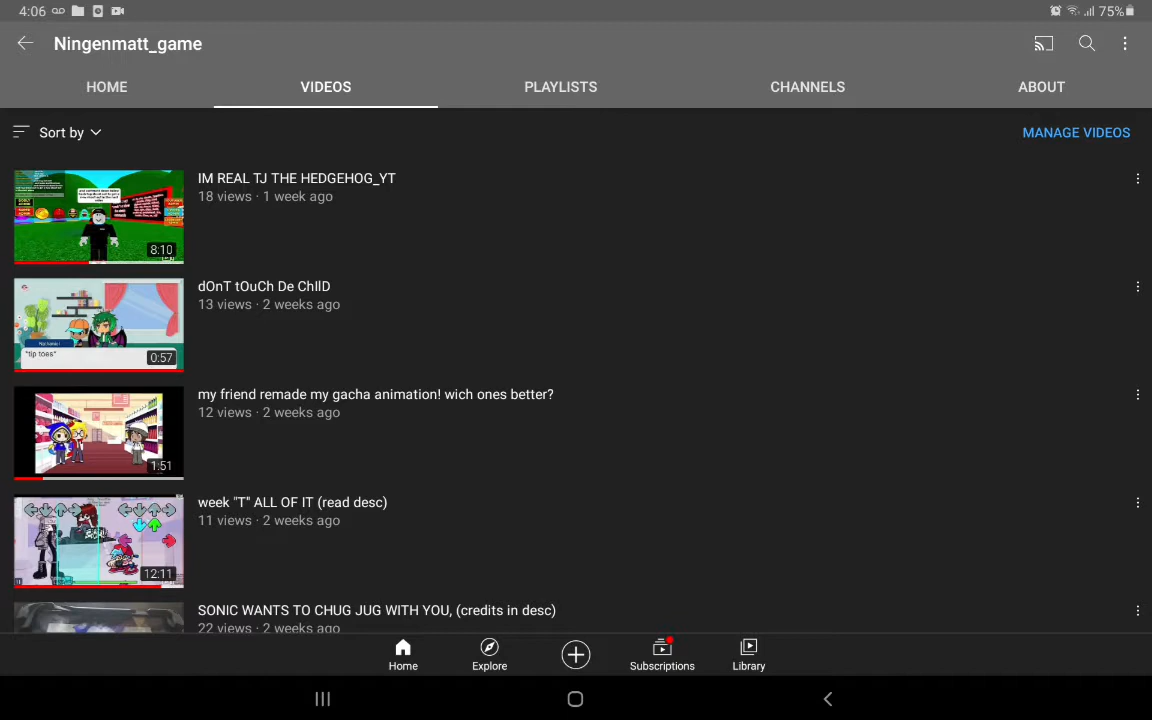 4:06
75%
Ningenmatt_game
HOME
VIDEOS
PLAYLISTS
CHANNELS
ABOUT
Sort by
MANAGE VIDEOS
IM REAL TJ THE HEDGEHOG_YT
18 views · 1 week ago
8:10
dOnT tOuCh De ChIlD
13 views · 2 weeks ago
"tip toes"
0:57
my friend remade my gacha animation! wich ones better?
12 views · 2 weeks ago
1:51
week "T" ALL OF IT (read desc)
11 views · 2 weeks ago
12:11
SONIC WANTS TO CHUG JUG WITH YOU, (credits in desc)
22 views · 2 weeks ago
Home
Explore
Subscriptions
Library